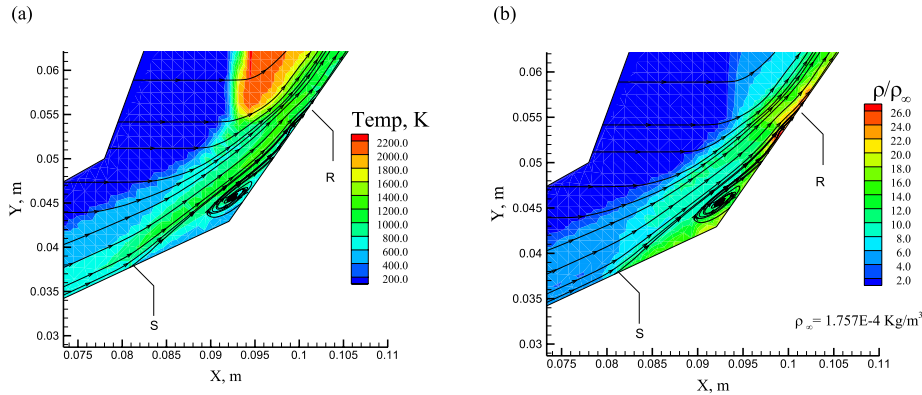 (a)
Y, m
0.06
0.055
0.05
0.045
0.04
0.035
0.03
0.075 0.08 0.085 0.09 0.095 0.1 0.105 0.11
X, m
S
R
Temp, K
2200.0
2000.0
1800.0
1600.0
1400.0
1200.0
1000.0
800.0
600.0
400.0
200.0
(b)
Y, m
0.06
0.055
0.05
0.045
0.04
0.035
0.03
0.075 0.08 0.085 0.09 0.095 0.1 0.105 0.11
X, m
S
R
ρ/ρ∞
26.0
24.0
22.0
20.0
18.0
16.0
14.0
12.0
10.0
8.0
6.0
4.0
2.0
ρ ∞= 1.757E-4 Kg/m³